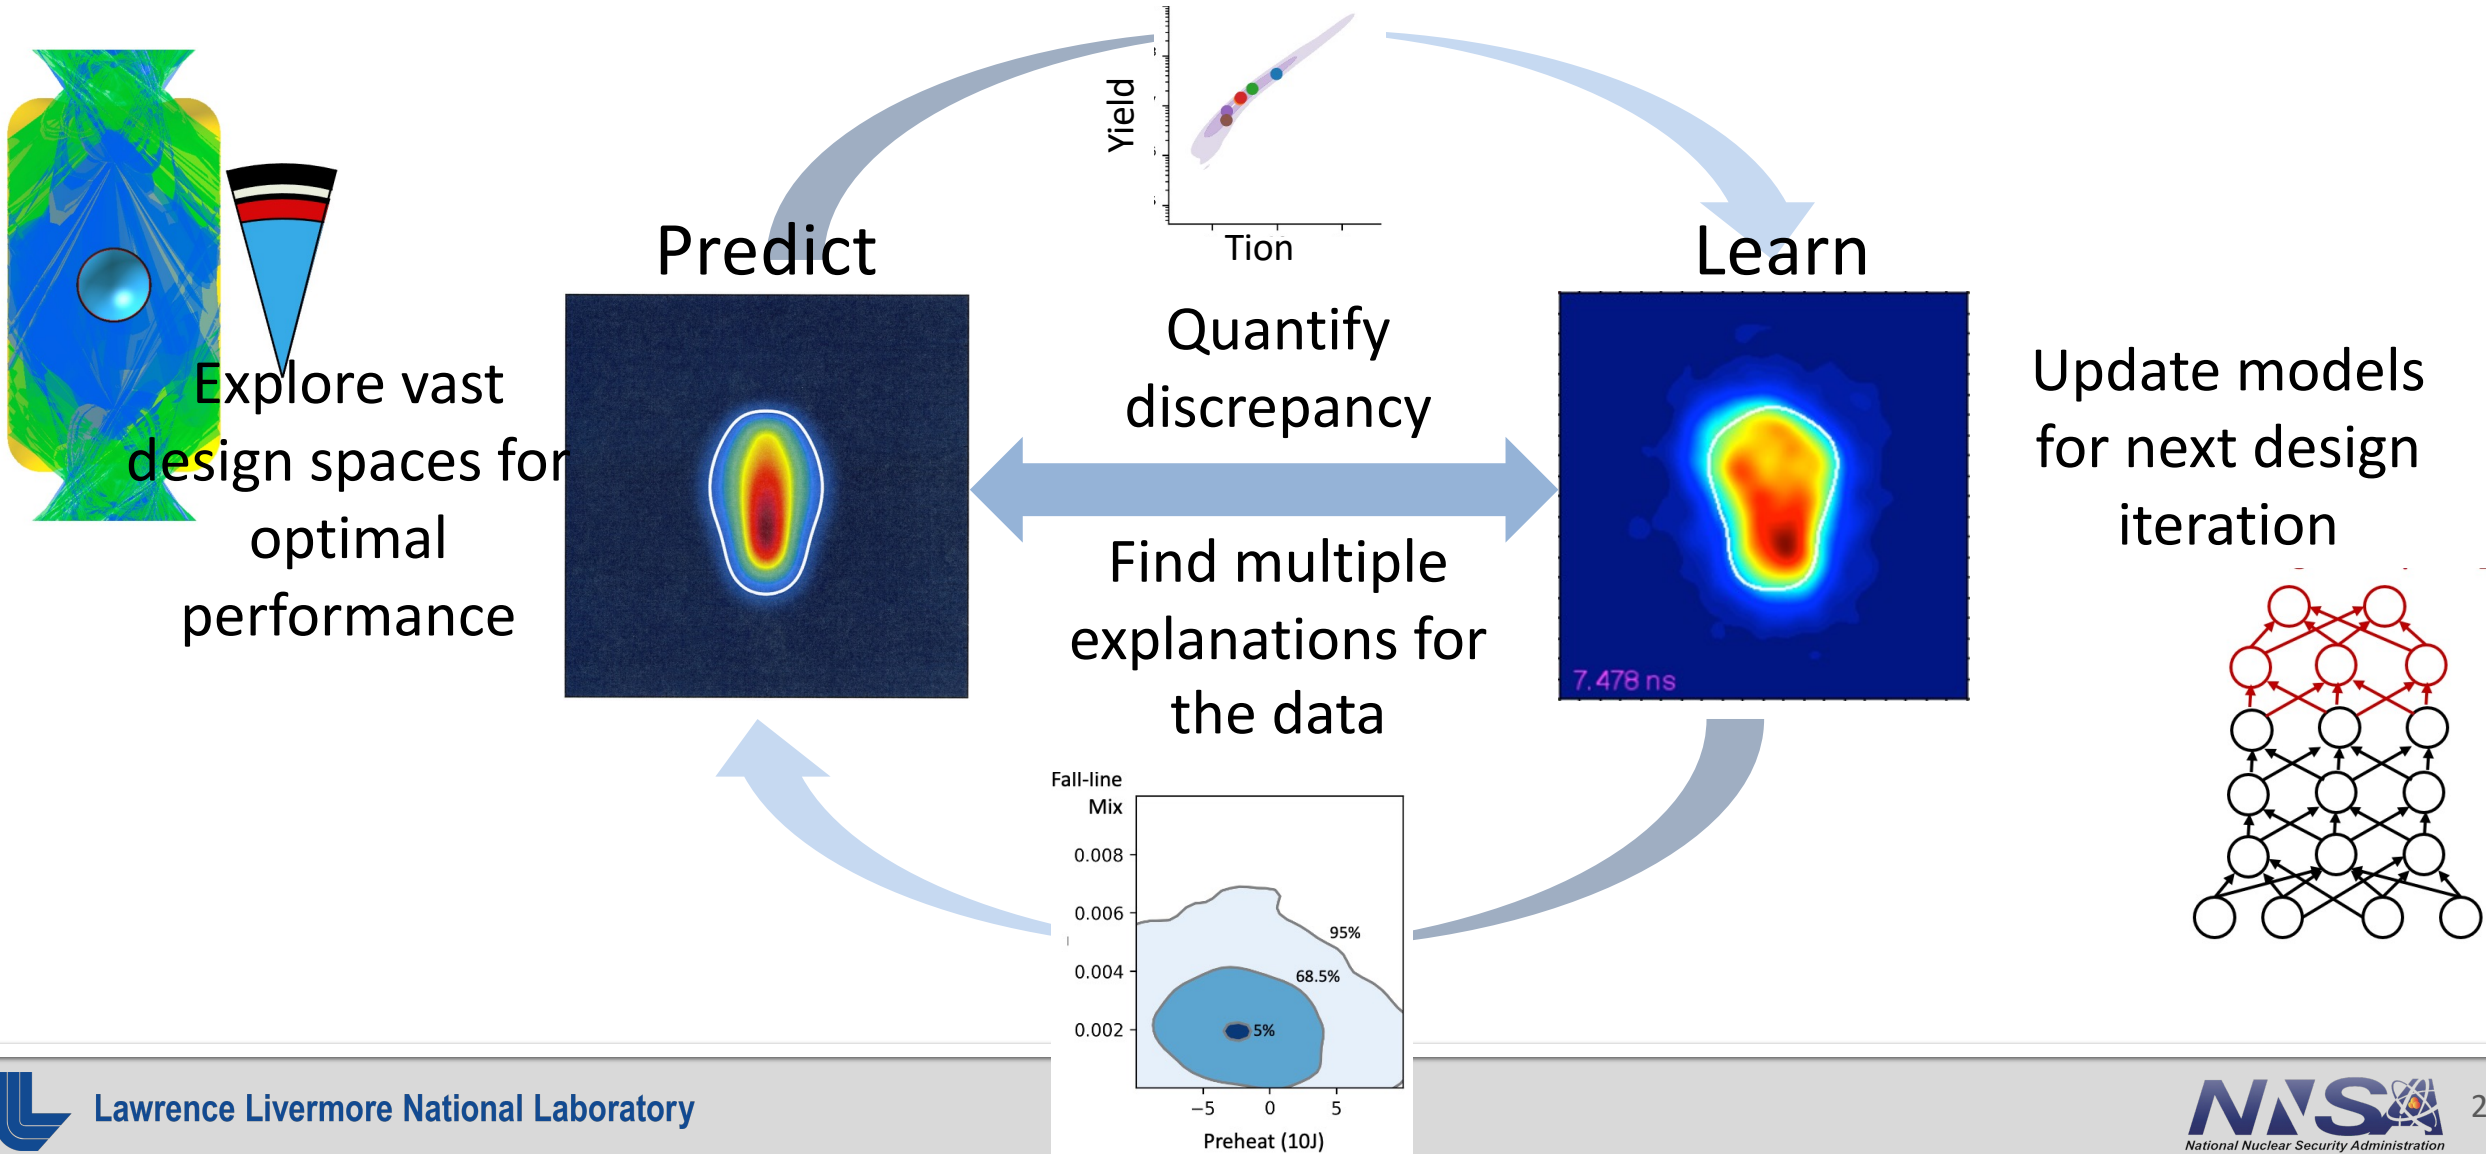 Yield
Tion
Predict
Learn
Explore vast
design spaces for
optimal
performance
Quantify
discrepancy
Find multiple
explanations for
the data
7.478 ns
Update models
for next design
iteration
Fall-line
Mix
0.008
0.006
0.004
0.002
95%
68.5%
5%
−5 0 5
Preheat (10J)
Lawrence Livermore National Laboratory
NNSA
National Nuclear Security Administration
2